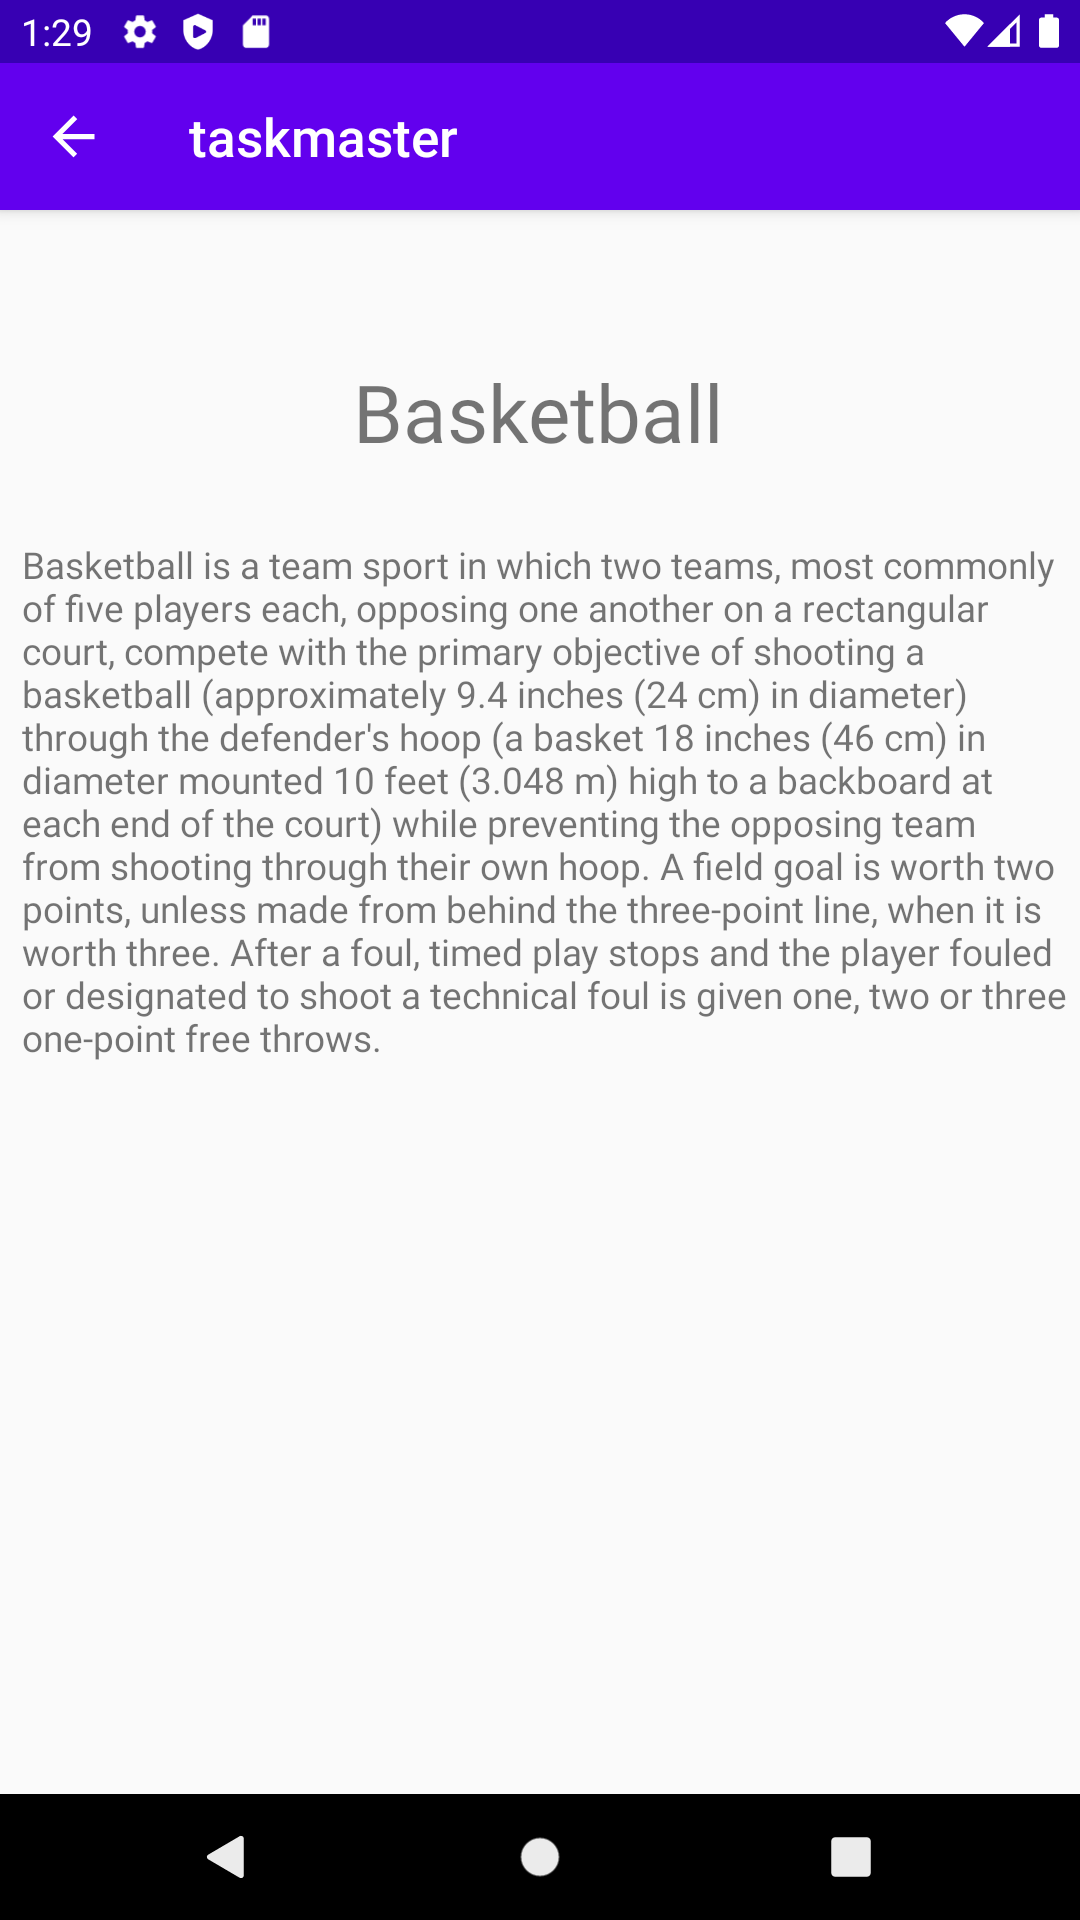 1:29
taskmaster
Basketball
Basketball is a team sport in which two teams, most commonly
of five players each, opposing one another on a rectangular
court, compete with the primary objective of shooting a
basketball (approximately 9.4 inches (24 cm) in diameter)
through the defender's hoop (a basket 18 inches (46 cm) in
diameter mounted 10 feet (3.048 m) high to a backboard at
each end of the court) while preventing the opposing team
from shooting through their own hoop. A field goal is worth two
points, unless made from behind the three-point line, when it is
worth three. After a foul, timed play stops and the player fouled
or designated to shoot a technical foul is given one, two or three
one-point free throws.